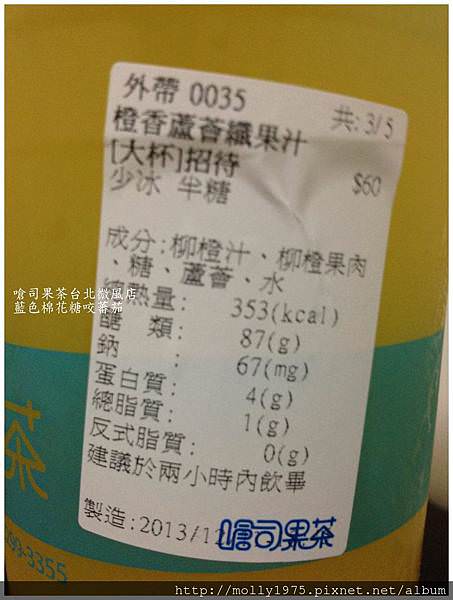 外帶 0035
共: 3/5
橙香蘆薈纖果汁
[大杯]招待
$60
少冰 半糖
成分:柳橙汁、柳橙果肉
、糖、蘆薈、水
總熱量: 353(kcal)
醣 類: 87(g)
鈉 : 67(mg)
蛋白質: 4(g)
總脂質: 1(g)
反式脂質: 0(g)
建議於兩小時內飲畢
製造:2013/12
嗆司果茶
嗆司果茶台北微風店
藍色棉花糖咬蕃茄
茶
299-3355
http://molly1975.pixnet.net/album